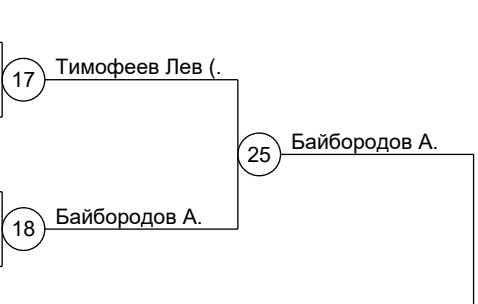 Тимофеев Лев (.
17
Байбородов А.
25
Байбородов А.
18